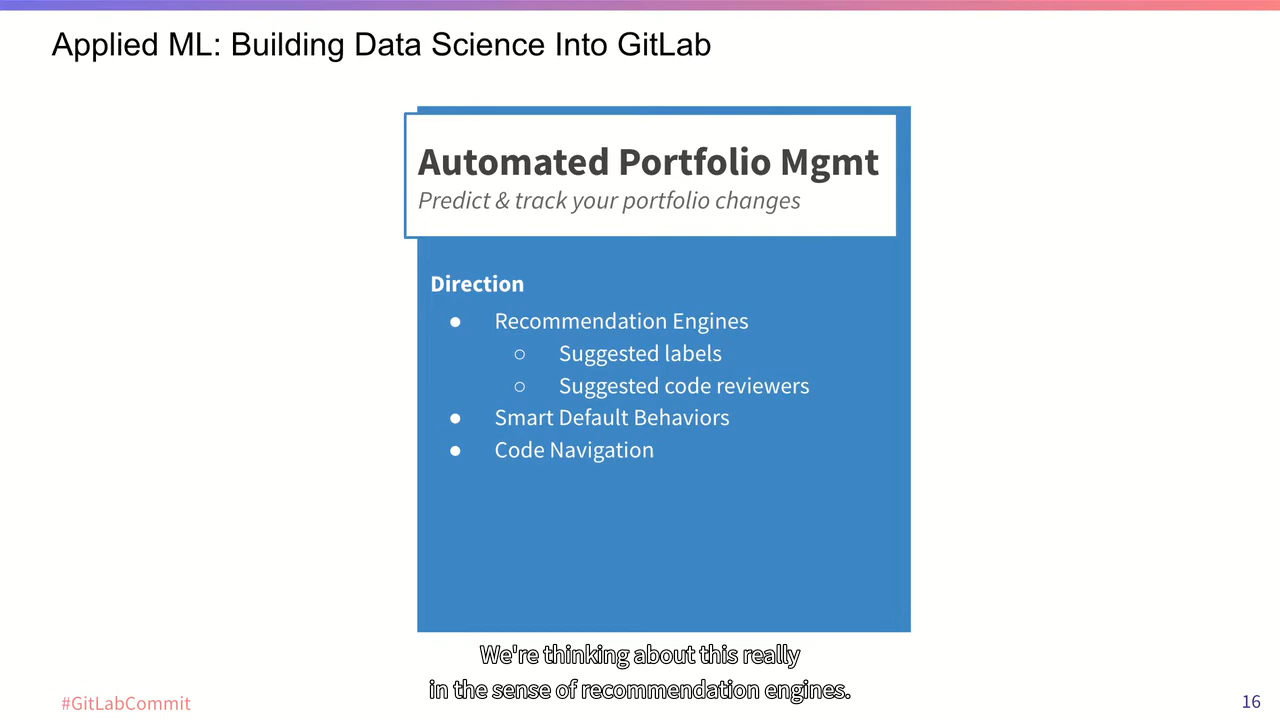 Applied ML: Building Data Science Into GitLab
Automated Portfolio Mgmt
Predict & track your portfolio changes
Direction
● Recommendation Engines
○ Suggested labels
○ Suggested code reviewers
● Smart Default Behaviors
● Code Navigation
We're thinking about this really
in the sense of recommendation engines.
#GitLabCommit
16